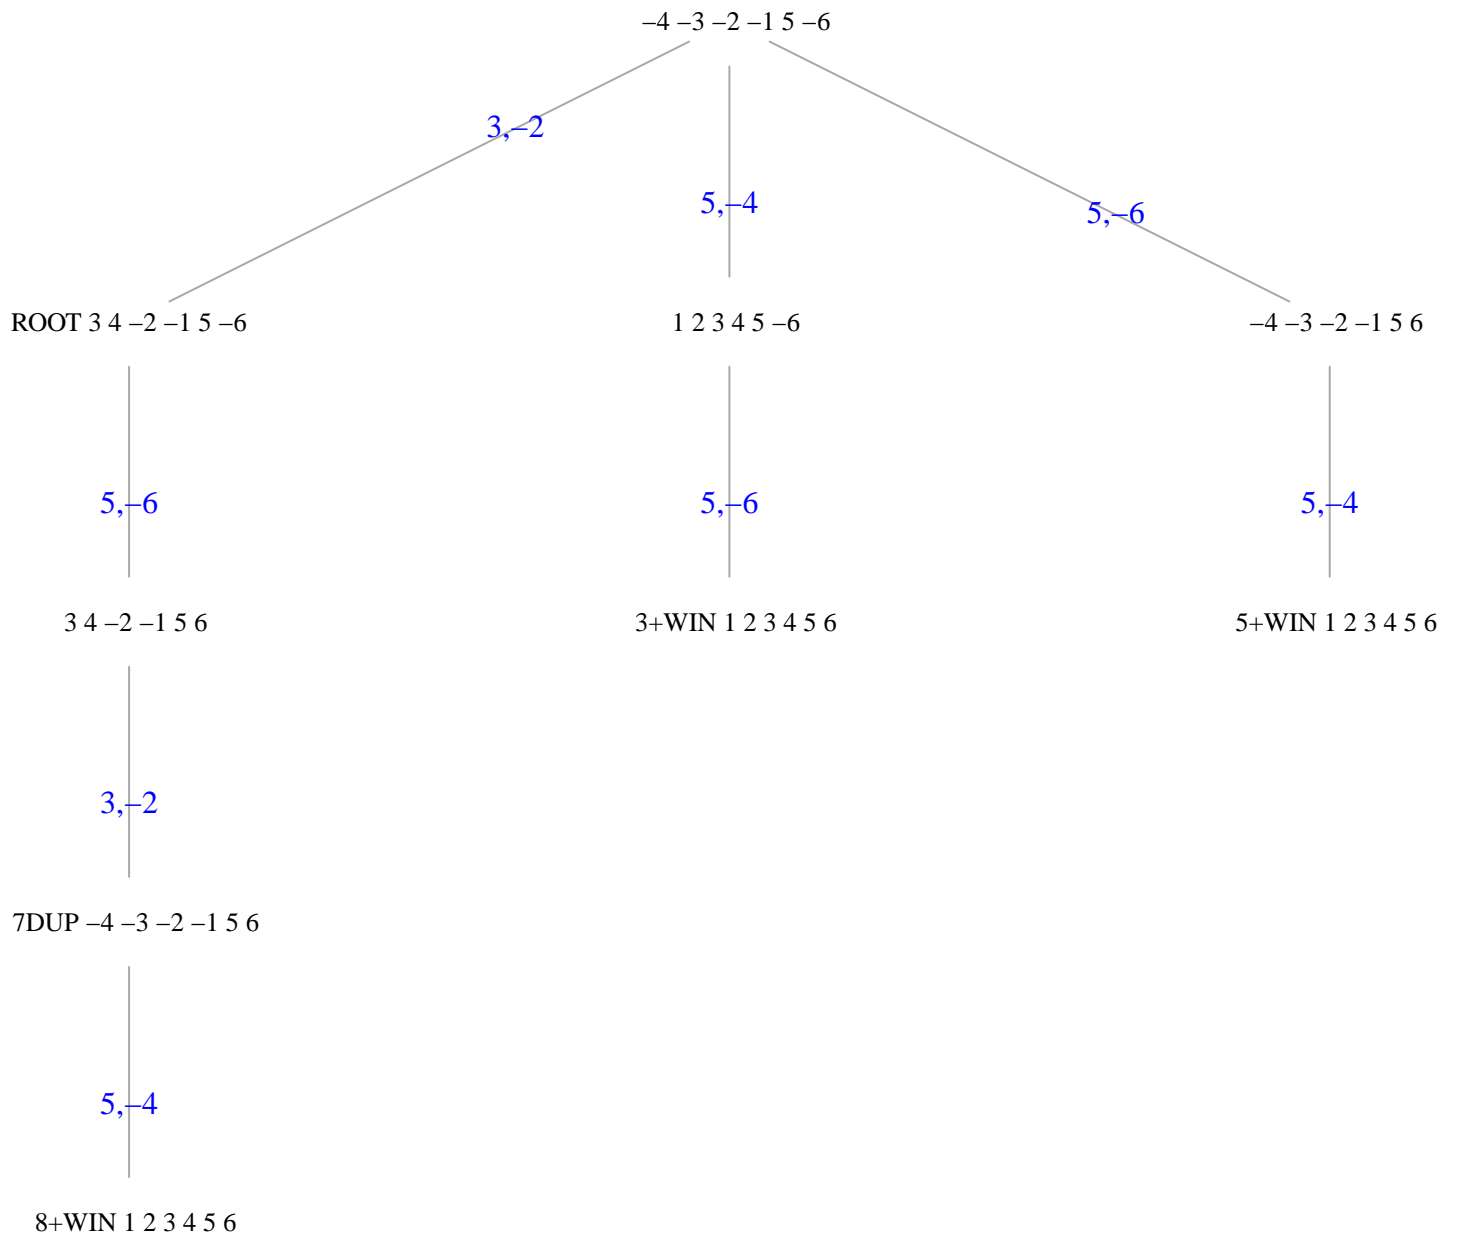 –4 –3 –2 –1 5 –6
3,–2
5,–4
5,–6
ROOT 3 4 –2 –1 5 –6
1 2 3 4 5 –6
–4 –3 –2 –1 5 6
5,–6
5,–6
5,–4
3 4 –2 –1 5 6
3+WIN 1 2 3 4 5 6
5+WIN 1 2 3 4 5 6
3,–2
7DUP –4 –3 –2 –1 5 6
5,–4
8+WIN 1 2 3 4 5 6